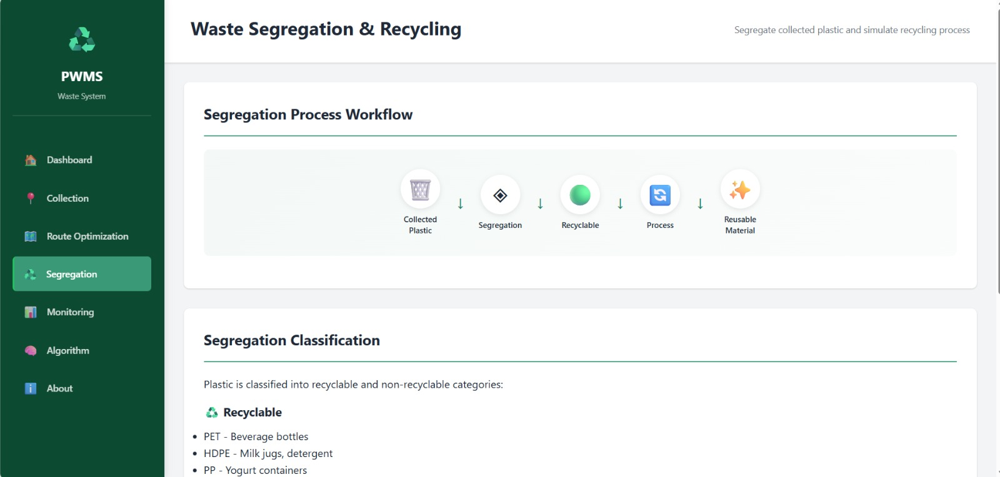 PWMS
Waste System
Dashboard
Collection
Route Optimization
Segregation
Monitoring
Algorithm
About
Waste Segregation & Recycling
Segregate collected plastic and simulate recycling process
Segregation Process Workflow
Collected
Plastic
↓
Segregation
↓
Recyclable
↓
Process
↓
Reusable
Material
Segregation Classification
Plastic is classified into recyclable and non-recyclable categories:
Recyclable
• PET - Beverage bottles
• HDPE - Milk jugs, detergent
• PP - Yogurt containers